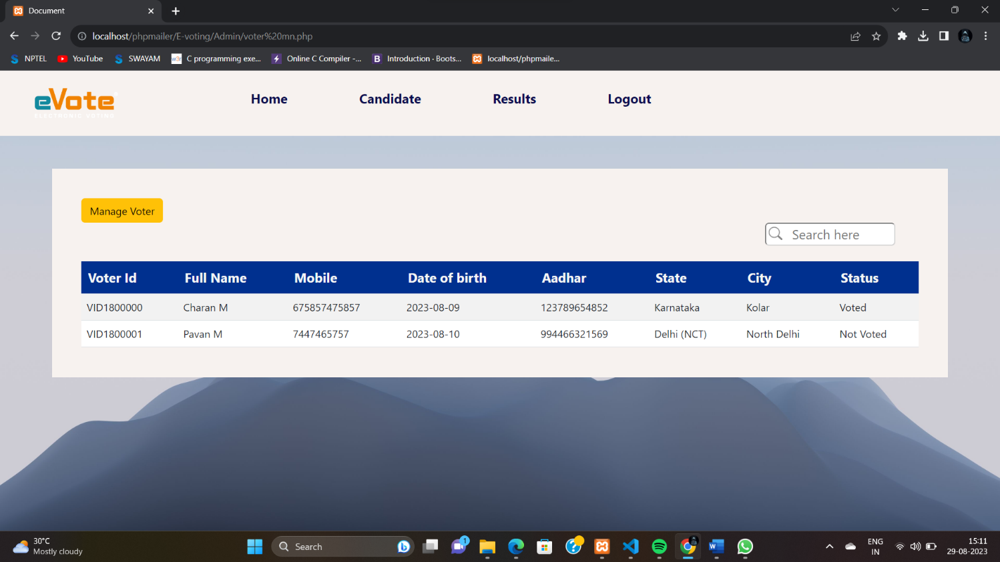 Document
localhost/phpmailer/E-voting/Admin/voter%20mn.php
NPTEL YouTube SWAYAM w3r C programming exe... Online C Compiler -... B Introduction · Boots... localhost/phpmaile...
eVote
ELECTRONIC VOTING
Home Candidate Results Logout
Manage Voter
Search here
Voter Id Full Name Mobile Date of birth Aadhar State City Status
VID1800000 Charan M 675857475857 2023-08-09 123789654852 Karnataka Kolar Voted
VID1800001 Pavan M 7447465757 2023-08-10 994466321569 Delhi (NCT) North Delhi Not Voted
30°C
Mostly cloudy
Search
1
ENG
IN
15:11
29-08-2023